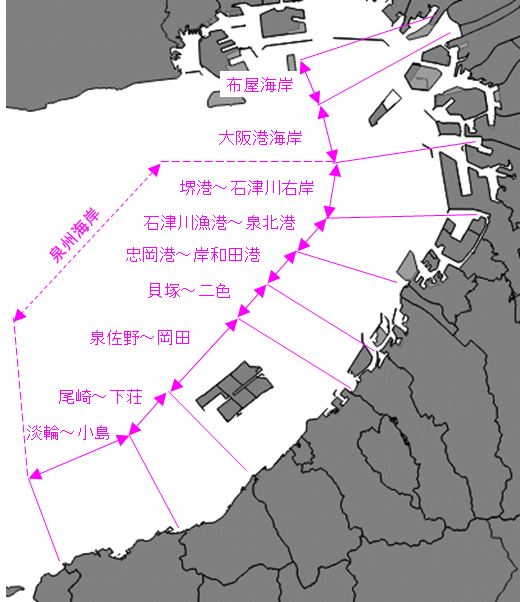 布屋海岸
大阪港海岸
堺港～石津川右岸
泉州海岸
石津川漁港～泉北港
忠岡港～岸和田港
貝塚～二色
泉佐野～岡田
尾崎～下荘
淡輪～小島